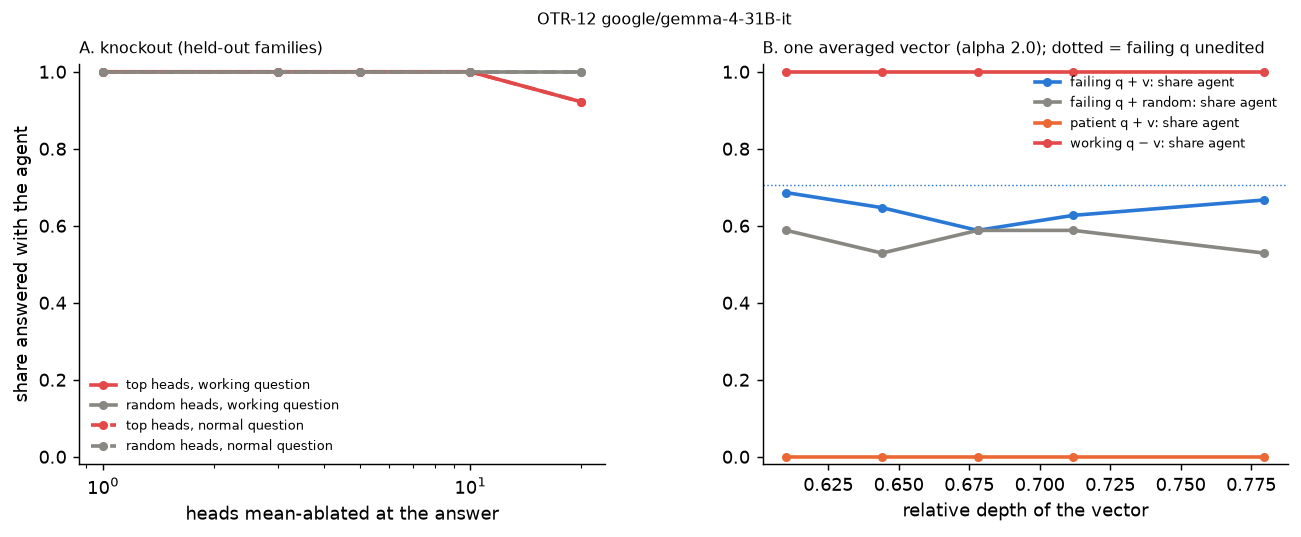 OTR-12 google/gemma-4-31B-it
A. knockout (held-out families)
share answered with the agent
1.0
0.8
0.6
0.4
0.2
0.0
top heads, working question
random heads, working question
top heads, normal question
random heads, normal question
10⁰
10¹
heads mean-ablated at the answer
B. one averaged vector (alpha 2.0); dotted = failing q unedited
1.0
0.8
0.6
0.4
0.2
0.0
failing q + v: share agent
failing q + random: share agent
patient q + v: share agent
working q − v: share agent
0.625 0.650 0.675 0.700 0.725 0.750 0.775
relative depth of the vector